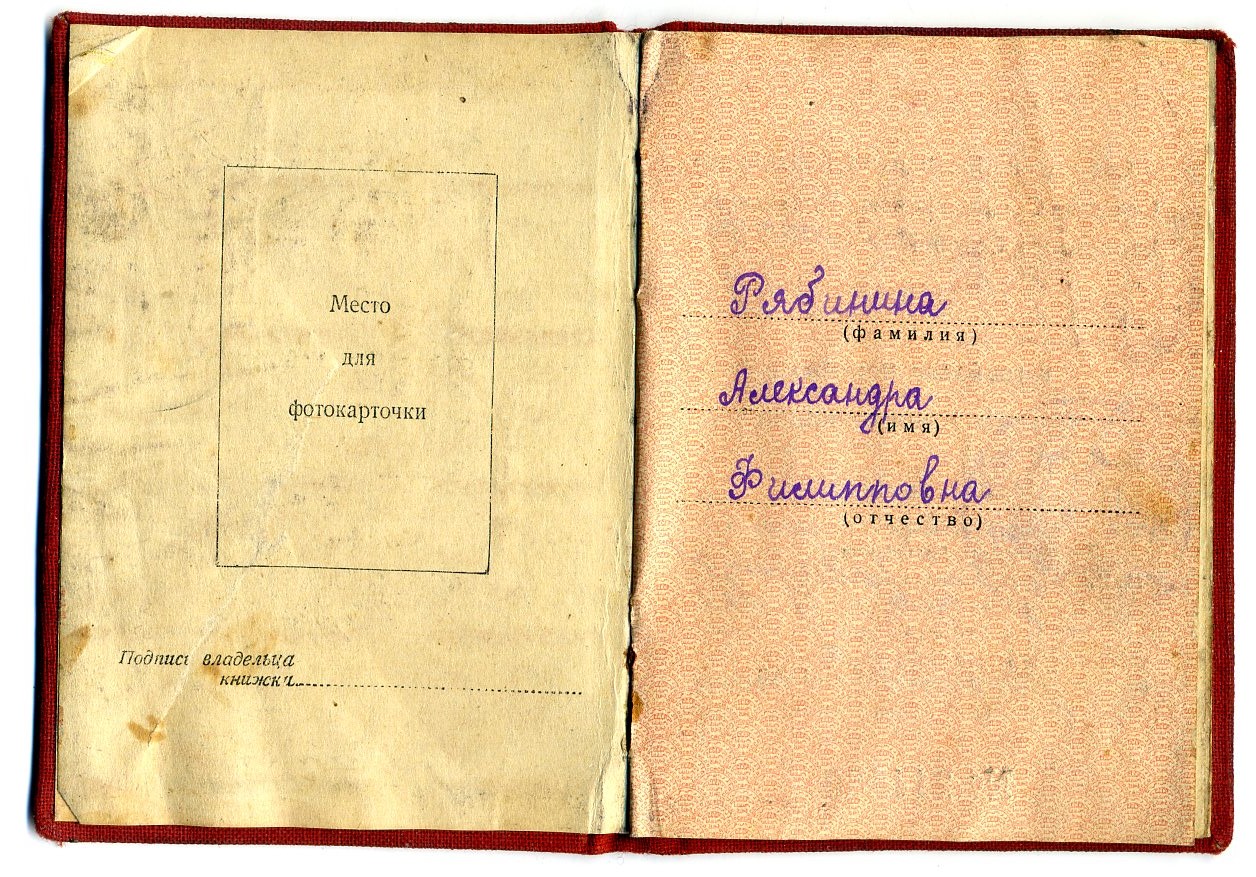 Место
для
фотокарточки
Подпись владельца
книжки
Рябинина
(фамилия)
Александра
(имя)
Филипповна
(отчество)